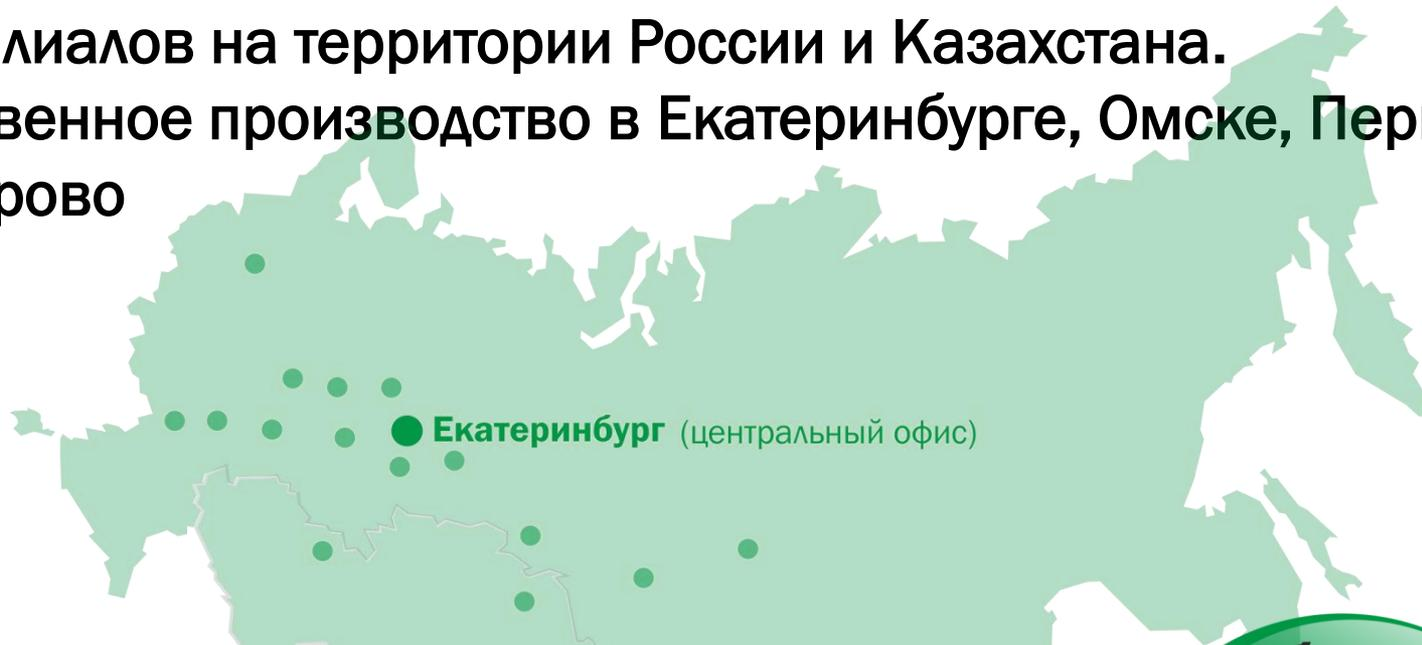 лиалов на территории России и Казахстана.
венное производство в Екатеринбурге, Омске, Пер
рово
Екатеринбург (центральный офис)